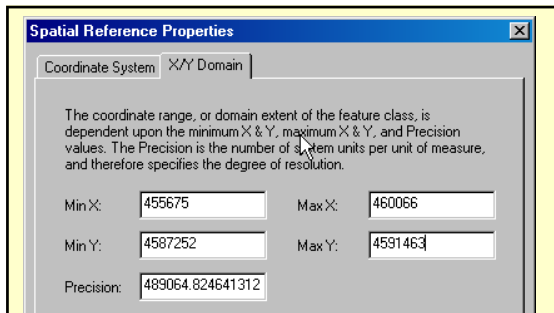 Spatial Reference Properties
Coordinate System X/Y Domain
The coordinate range, or domain extent of the feature class, is
dependent upon the minimum X & Y, maximum X & Y, and Precision
values. The Precision is the number of system units per unit of measure,
and therefore specifies the degree of resolution.
Min X: 455675 Max X: 460066
Min Y: 4587252 Max Y: 4591463
Precision: 489064.824641312